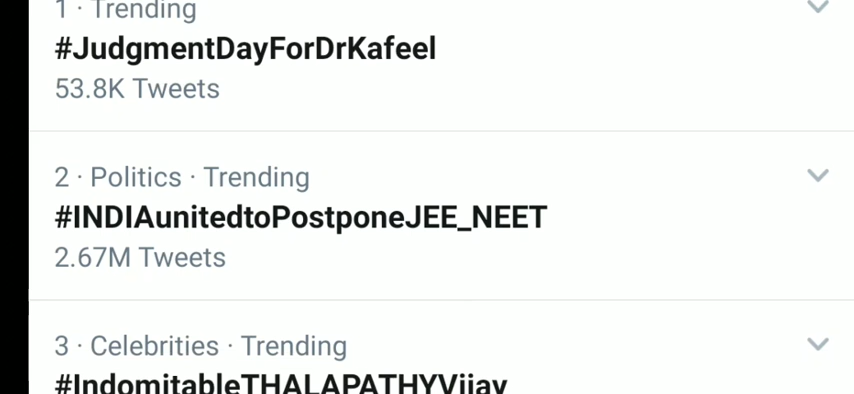 1 · Trending
#JudgmentDayForDrKafeel
53.8K Tweets
2 · Politics · Trending
#INDIAunitedtoPostponeJEE_NEET
2.67M Tweets
3 · Celebrities · Trending
#IndomitableTHALAPATHYVijay